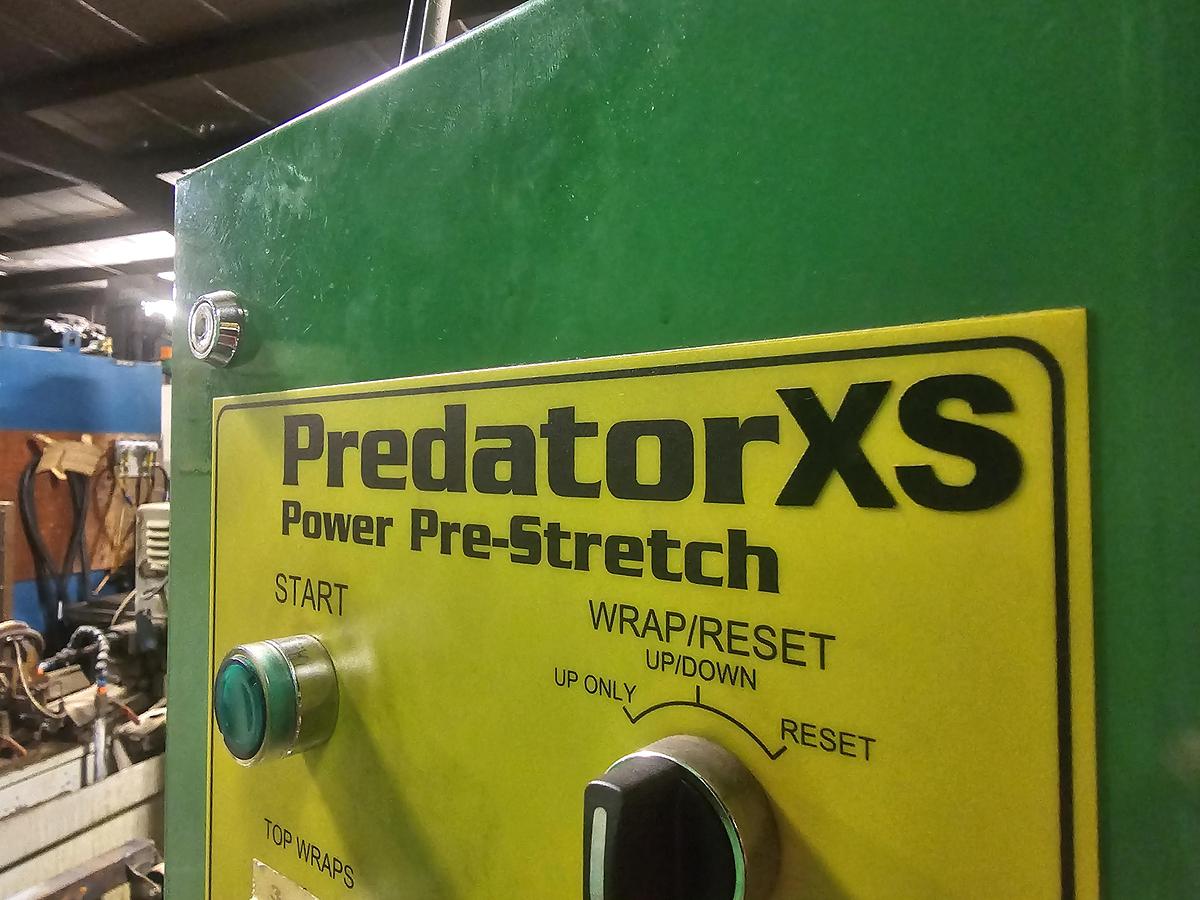 PredatorXS
Power Pre-Stretch
START
WRAP/RESET
UP/DOWN
UP ONLY
RESET
TOP WRAPS